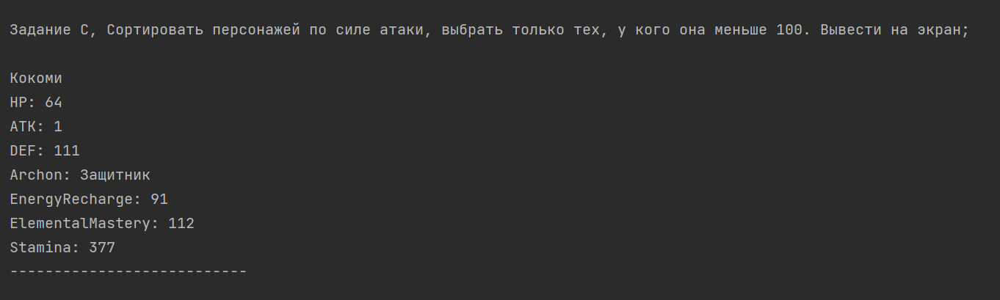 Задание C, Сортировать персонажей по силе атаки, выбрать только тех, у кого она меньше 100. Вывести на экран;
Кокоми
HP: 64
ATK: 1
DEF: 111
Archon: Защитник
EnergyRecharge: 91
ElementalMastery: 112
Stamina: 377
---------------------------